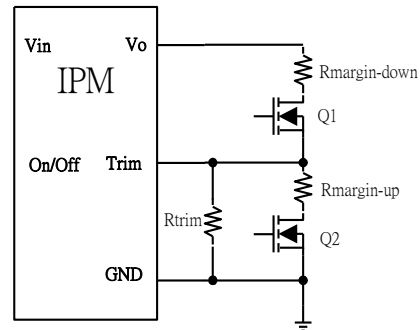 Vin
Vo
IPM
Rmargin-down
Q1
On/Off
Trim
Rmargin-up
Rtrim
Q2
GND